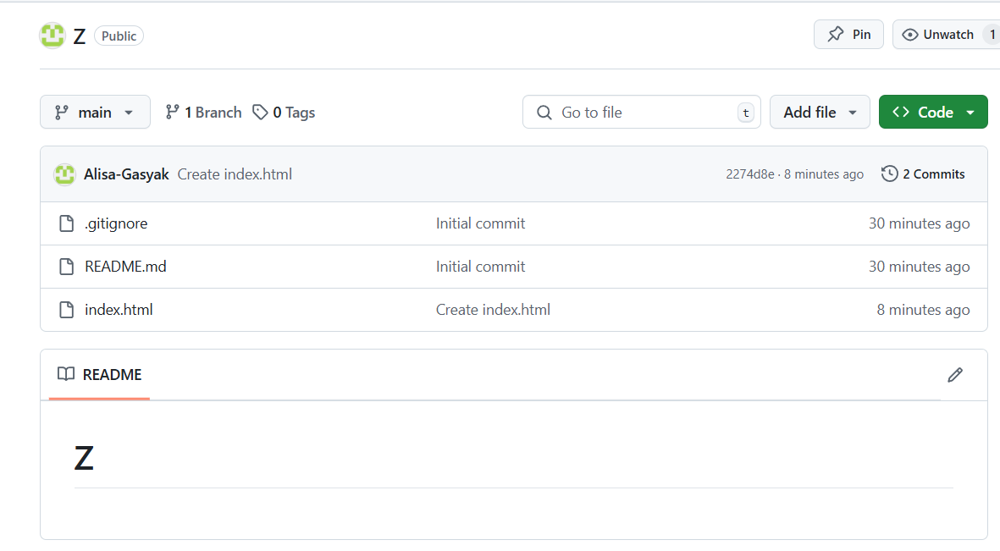 Z Public Pin Unwatch 1
main 1 Branch 0 Tags Go to file t Add file Code
Alisa-Gasyak Create index.html 2274d8e · 8 minutes ago 2 Commits
.gitignore Initial commit 30 minutes ago
README.md Initial commit 30 minutes ago
index.html Create index.html 8 minutes ago
README
Z